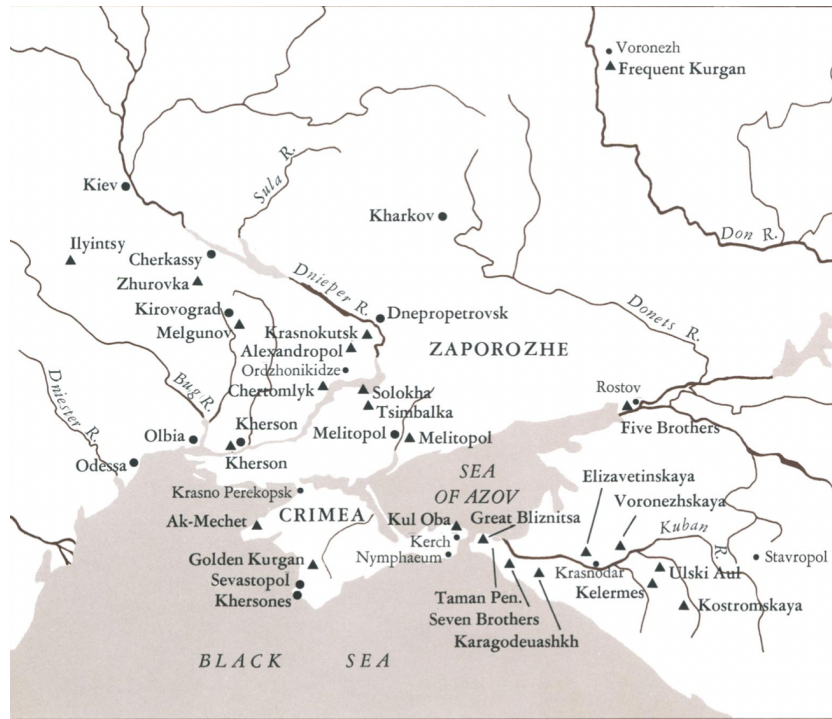 Voronezh
Frequent Kurgan
Sula R.
Kiev
Kharkov
Don R.
Ilyintsy
Cherkassy
Zhurovka
Dnieper R.
Kirovograd
Dnepropetrovsk
Donets R.
Melgunov
Krasnokutsk
Alexandropol
ZAPOROZHE
Ordzhonikidze
Chertomlyk
Solokha
Rostov
Dniester R.
Bug R.
Tsimbalka
Kherson
Five Brothers
Olbia
Melitopol
Melitopol
Odessa
Kherson
SEA
OF AZOV
Elizavetinskaya
Krasno Perekopsk
Voronezhskaya
Ak-Mechet
CRIMEA
Kul Oba
Great Bliznitsa
Kuban R.
Kerch
Nymphaeum
Stavropol
Golden Kurgan
Krasnodar
Ulski Aul
Sevastopol
Kelermes
Khersones
Taman Pen.
Kostromskaya
Seven Brothers
Karagodeuashkh
BLACK SEA